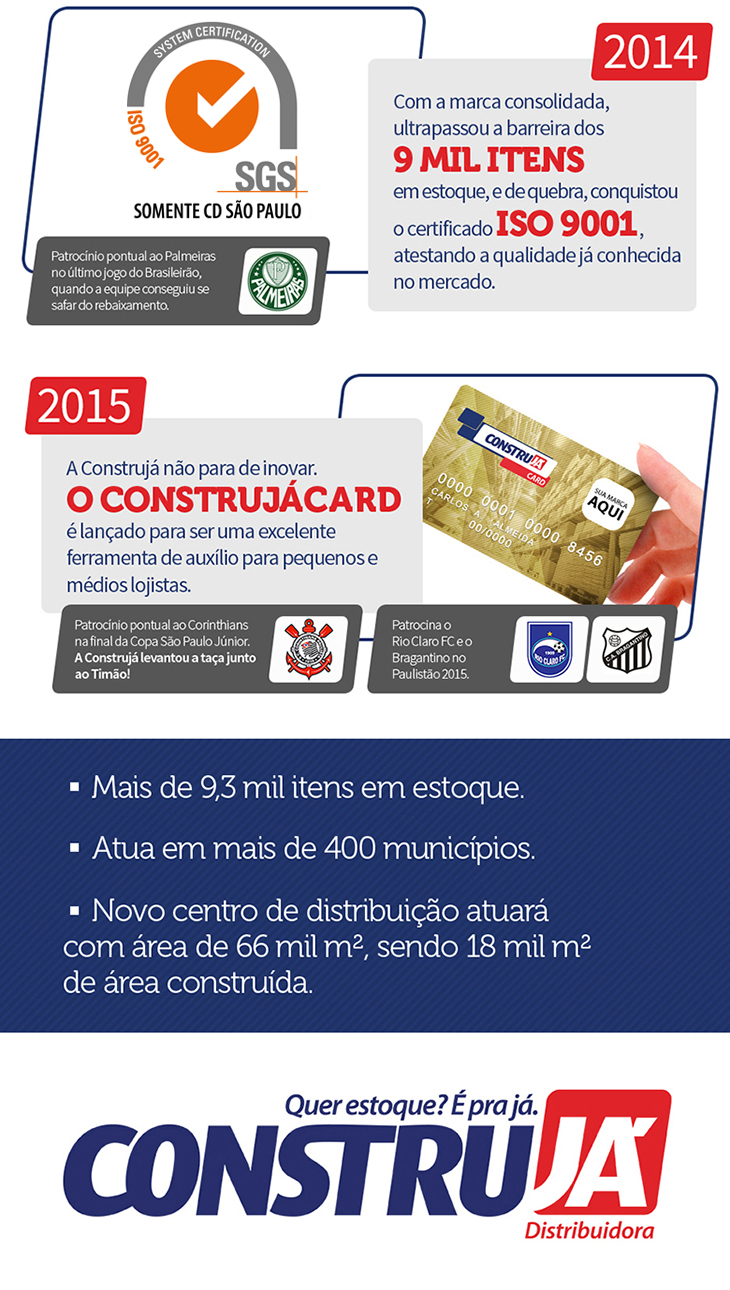 SYSTEM CERTIFICATION
ISO 9001
SGS
SOMENTE CD SÃO PAULO
2014
Com a marca consolidada,
ultrapassou a barreira dos
9 MIL ITENS
em estoque, e de quebra, conquistou
o certificado ISO 9001,
atestando a qualidade já conhecida
no mercado.
Patrocínio pontual ao Palmeiras
no último jogo do Brasileirão,
quando a equipe conseguiu se
safar do rebaixamento.
PALMEIRAS
2015
A Construjá não para de inovar.
O CONSTRUJÁCARD
é lançado para ser uma excelente
ferramenta de auxílio para pequenos e
médios lojistas.
CONSTRUJÁ
CARD
SUA MARCA
AQUI
0000 0001 0000 8456
CARLOS A. ALMEIDA
T 00/0000
Patrocínio pontual ao Corinthians
na final da Copa São Paulo Júnior.
A Construjá levantou a taça junto
ao Timão!
Patrocina o
Rio Claro FC e o
Bragantino no
Paulistão 2015.
1909
RIO CLARO FC
C.A. BRAGANTINO
▪ Mais de 9,3 mil itens em estoque.
▪ Atua em mais de 400 municípios.
▪ Novo centro de distribuição atuará
com área de 66 mil m², sendo 18 mil m²
de área construída.
Quer estoque? É pra já.
CONSTRUJÁ
Distribuidora